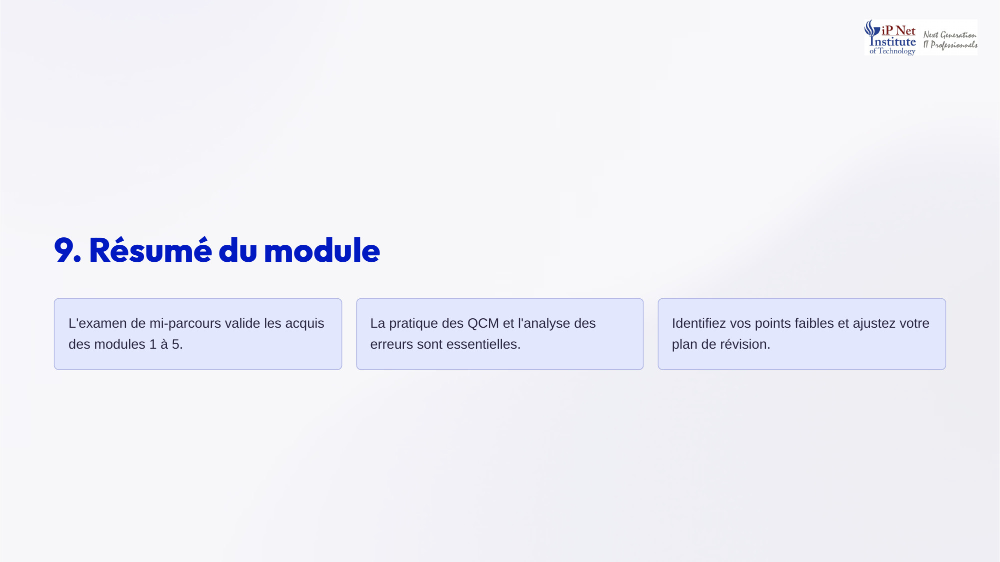 iP Net
Institute
of Technology
Next Generation
IT Professionnels
9. Résumé du module
L'examen de mi-parcours valide les acquis
des modules 1 à 5.
La pratique des QCM et l'analyse des
erreurs sont essentielles.
Identifiez vos points faibles et ajustez votre
plan de révision.